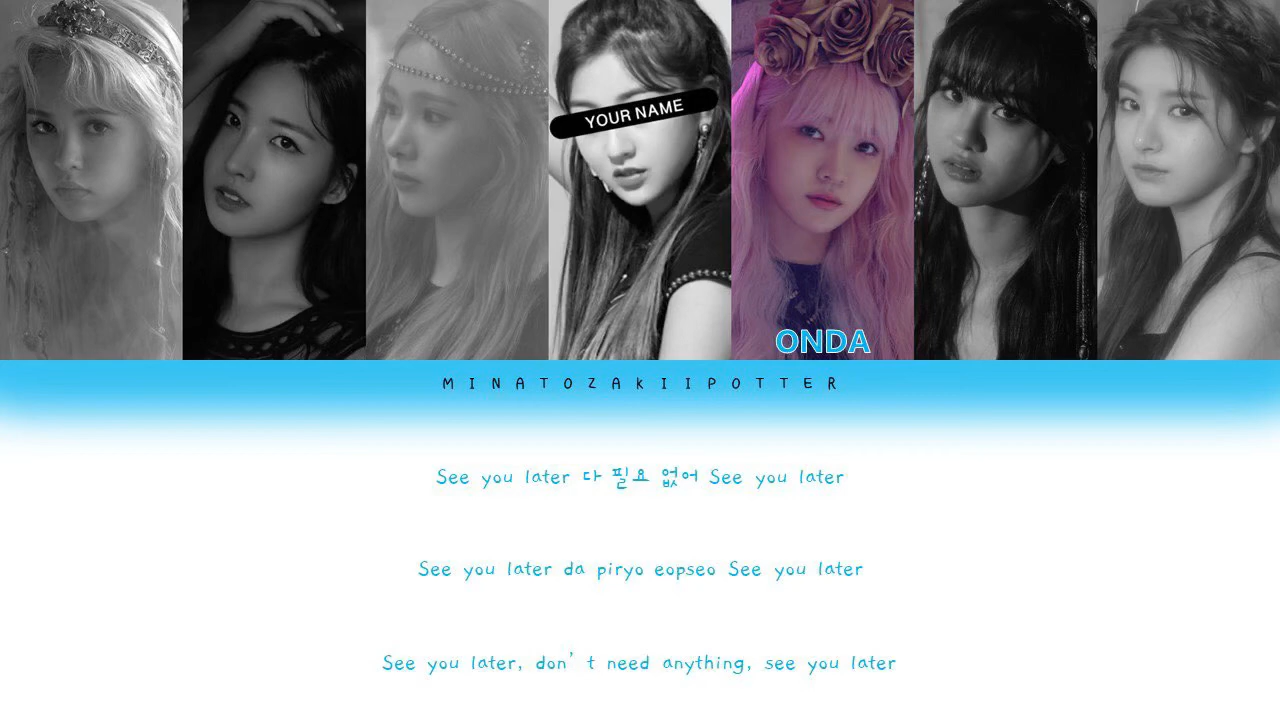 YOUR NAME
ONDA
MINATOZAKIIPOTTER
See you later 다 필요 없어 See you later
See you later da piryo eopseo See you later
See you later, don't need anything, see you later